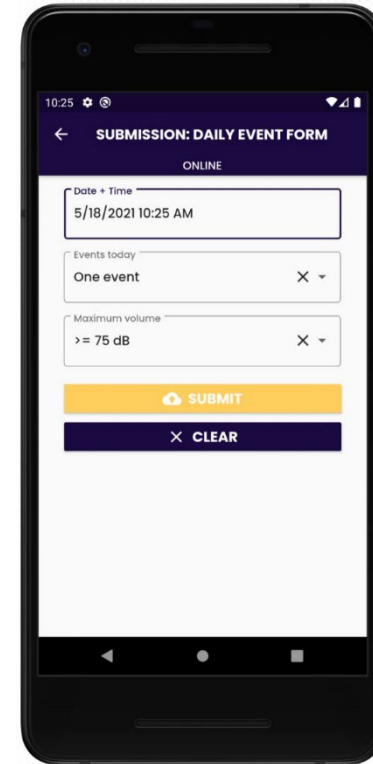 10:25
SUBMISSION: DAILY EVENT FORM
ONLINE
Date + Time
5/18/2021 10:25 AM
Events today
One event
Maximum volume
>= 75 dB
SUBMIT
CLEAR